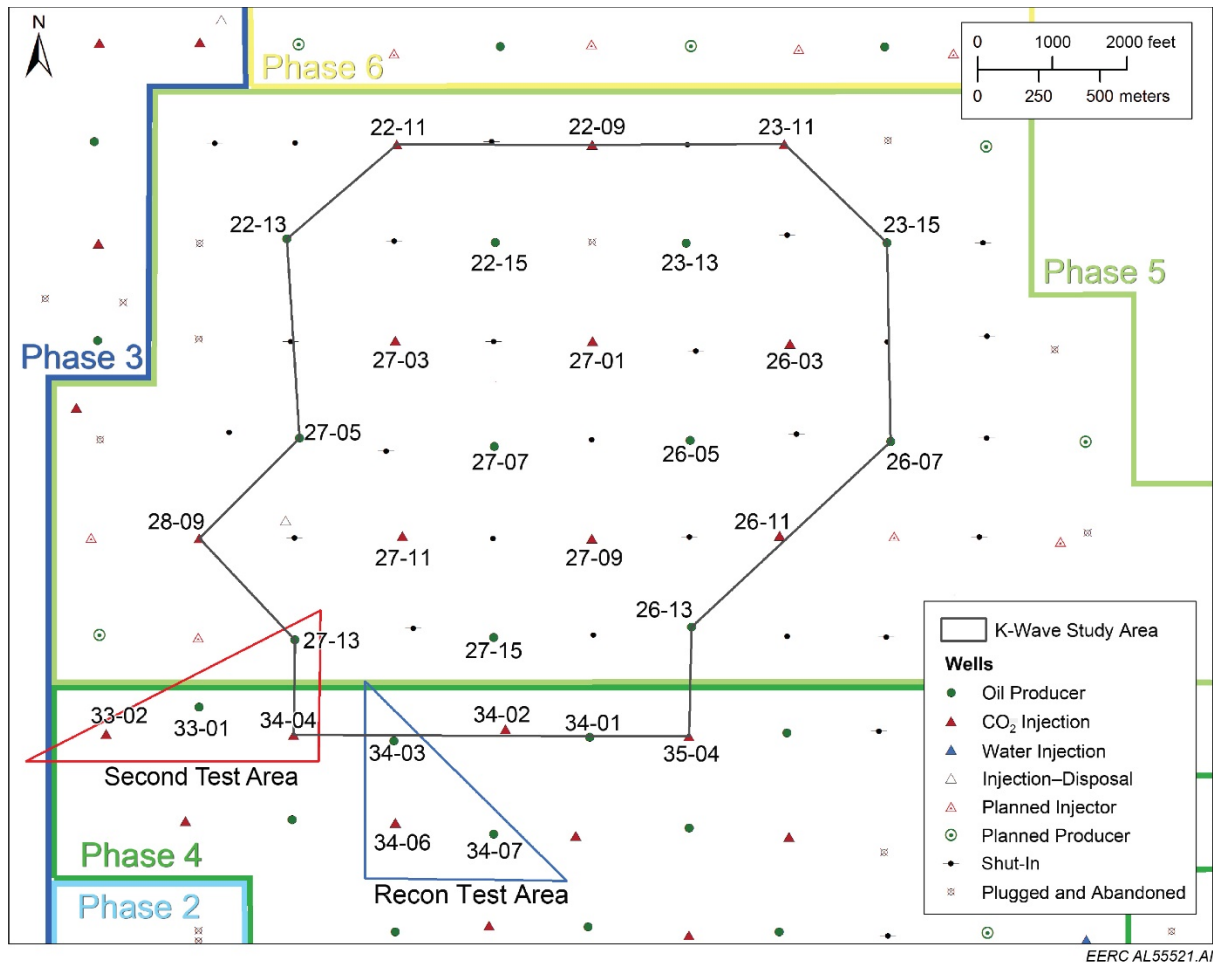 N
0 1000 2000 feet
0 250 500 meters
Phase 6
22-11
22-09
23-11
22-13
23-15
22-15
23-13
Phase 5
Phase 3
27-03
27-01
26-03
27-05
27-07
26-05
26-07
28-09
26-11
27-11
27-09
26-13
27-13
27-15
33-02
33-01
34-04
34-02
34-01
34-03
35-04
Second Test Area
34-06
34-07
Phase 4
Recon Test Area
Phase 2
K-Wave Study Area
Wells
Oil Producer
CO₂ Injection
Water Injection
Injection–Disposal
Planned Injector
Planned Producer
Shut-In
Plugged and Abandoned
EERC AL55521.AI